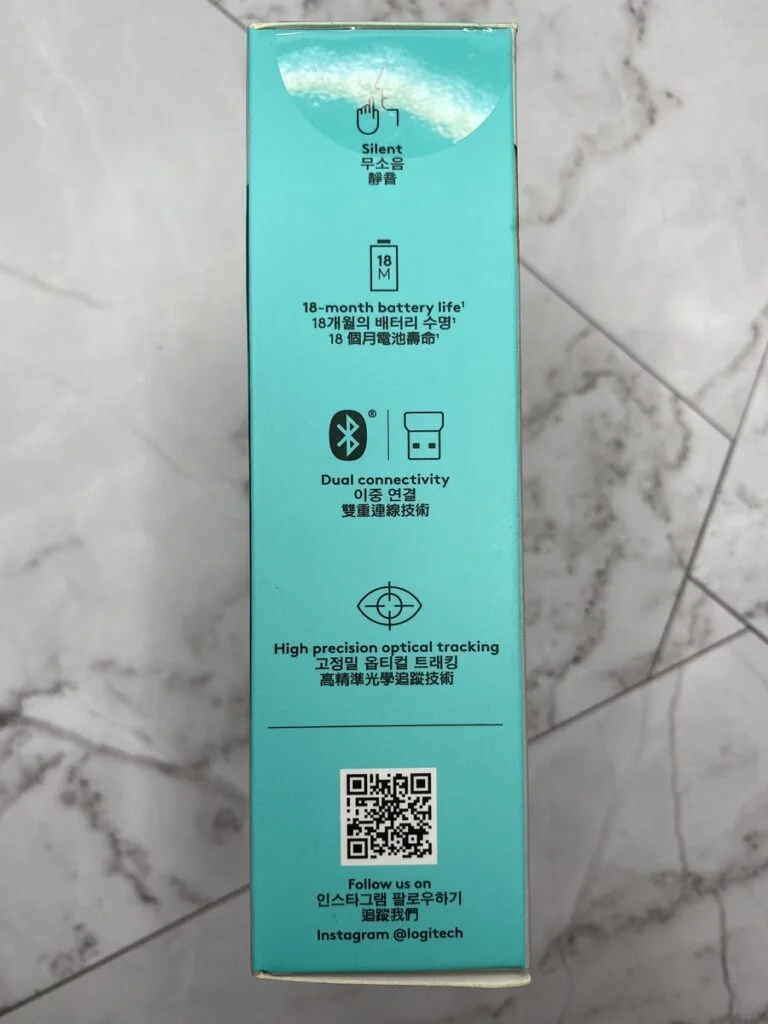 Silent
무소음
靜音
18
M
18-month battery life¹
18개월의 배터리 수명¹
18 個月電池壽命¹
®
Dual connectivity
이중 연결
雙重連線技術
High precision optical tracking
고정밀 옵티컬 트래킹
高精準光學追蹤技術
Follow us on
인스타그램 팔로우하기
追蹤我們
Instagram @logitech